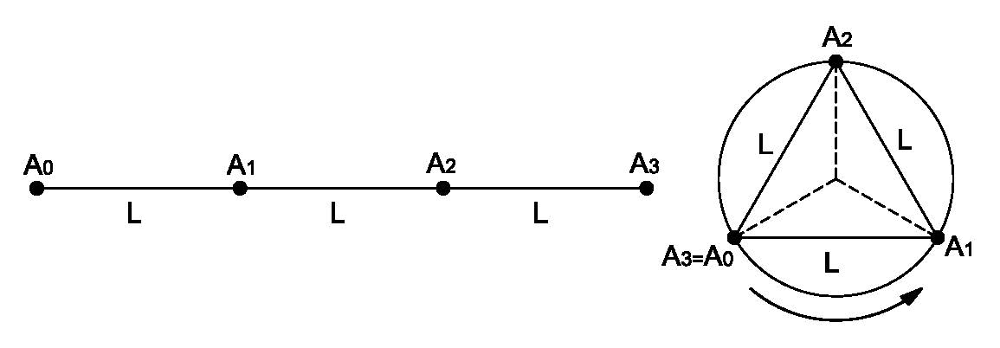 A0 A1 A2 A3
L L L
A2
L L
A3=A0 A1
L